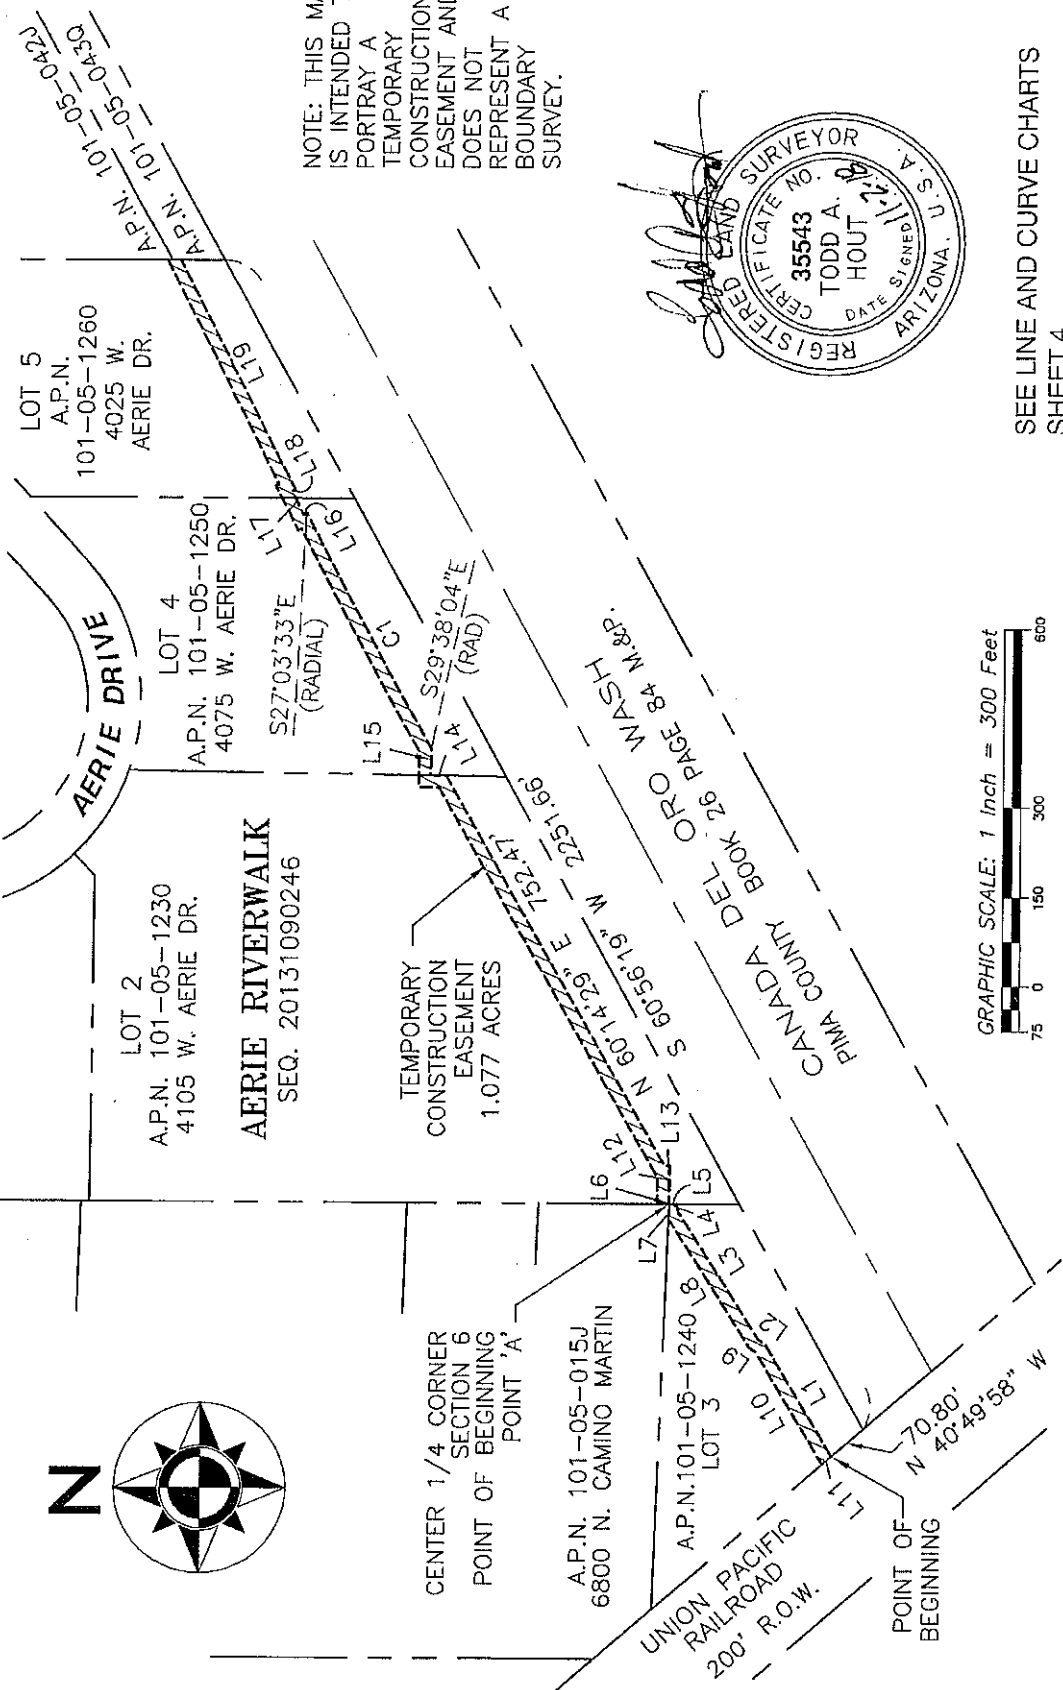 N
CENTER 1/4 CORNER
SECTION 6
POINT OF BEGINNING
POINT 'A'
A.P.N. 101-05-015J
6800 N. CAMINO MARTIN
A.P.N.101-05-1240
LOT 3
UNION PACIFIC
RAILROAD
200' R.O.W.
POINT OF
BEGINNING
70.80'
N 40°49'58" W
L11
L10
L1
L9
L2
L8
L3
L4
L7
L5
L6
L12
L13
LOT 2
A.P.N. 101-05-1230
4105 W. AERIE DR.
AERIE RIVERWALK
SEQ. 20131090246
TEMPORARY
CONSTRUCTION
EASEMENT
1.077 ACRES
N 60°14'29" E 752.47'
S 60°56'19" W 2251.66'
AERIE DRIVE
LOT 4
A.P.N. 101-05-1250
4075 W. AERIE DR.
S27°03'33"E
(RADIAL)
L15
L14
S29°38'04"E
(RAD)
C1
L16
L17
L18
L19
LOT 5
A.P.N.
101-05-1260
4025 W.
AERIE DR.
A.P.N. 101-05-042J
A.P.N. 101-05-043Q
CANADA DEL ORO WASH
PIMA COUNTY BOOK 26 PAGE 84 M.&P.
NOTE: THIS
IS INTENDED
PORTRAY A
TEMPORARY
CONSTRUCTION
EASEMENT AND
DOES NOT
REPRESENT A
BOUNDARY
SURVEY.
REGISTERED LAND SURVEYOR
CERTIFICATE NO.
35543
TODD A.
HOUT
DATE SIGNED
ARIZONA, U.S.A.
GRAPHIC SCALE: 1 Inch = 300 Feet
75 0 150 300 600
SEE LINE AND CURVE CHARTS
SHEET 4